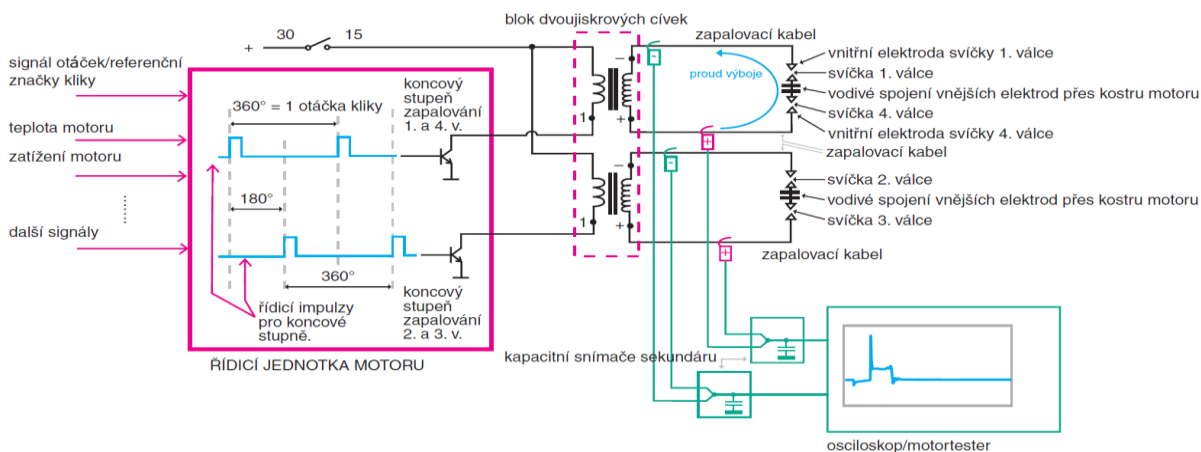 blok dvoujiskrových cívek
30
15
+
zapalovací kabel
signál otáček/referenční
značky kliky
teplota motoru
zatížení motoru
další signály
360° = 1 otáčka kliky
180°
360°
koncový
stupeň
zapalování
1. a 4. v.
řídicí impulzy
pro koncové
stupně.
koncový
stupeň
zapalování
2. a 3. v.
ŘÍDICÍ JEDNOTKA MOTORU
1
−
+
1
−
+
-
proud výboje
vnitřní elektroda svíčky 1. válce
svíčka 1. válce
vodivé spojení vnějších elektrod přes kostru motoru
svíčka 4. válce
vnitřní elektroda svíčky 4. válce
zapalovací kabel
+
-
svíčka 2. válce
vodivé spojení vnějších elektrod přes kostru motoru
svíčka 3. válce
+
zapalovací kabel
kapacitní snímače sekundáru
osciloskop/motortester